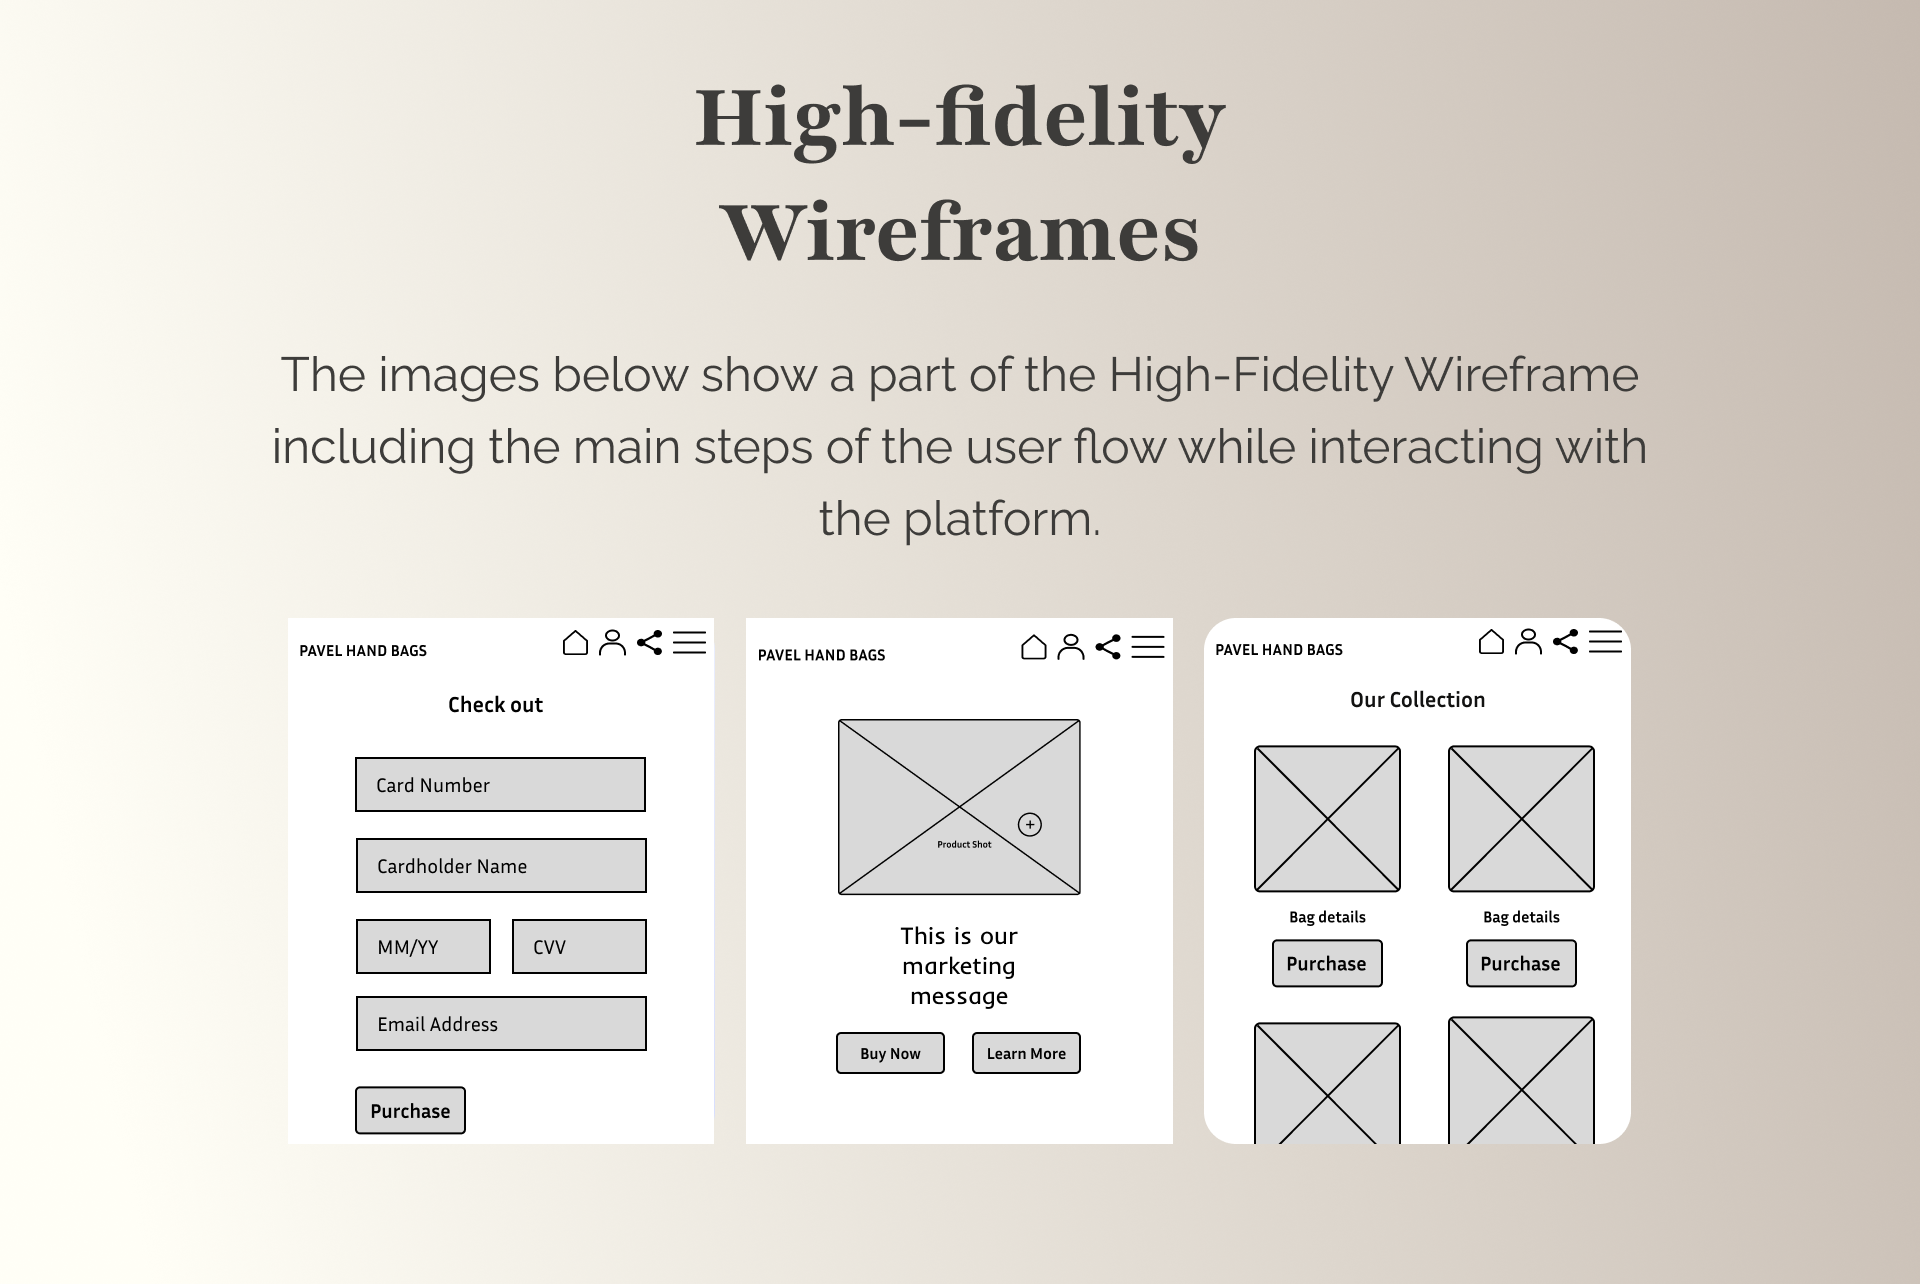 High-fidelity
Wireframes
The images below show a part of the High-Fidelity Wireframe
including the main steps of the user flow while interacting with
the platform.
PAVEL HAND BAGS
Check out
Card Number
Cardholder Name
MM/YY
CVV
Email Address
Purchase
PAVEL HAND BAGS
Product Shot
This is our
marketing
message
Buy Now
Learn More
PAVEL HAND BAGS
Our Collection
Bag details
Bag details
Purchase
Purchase